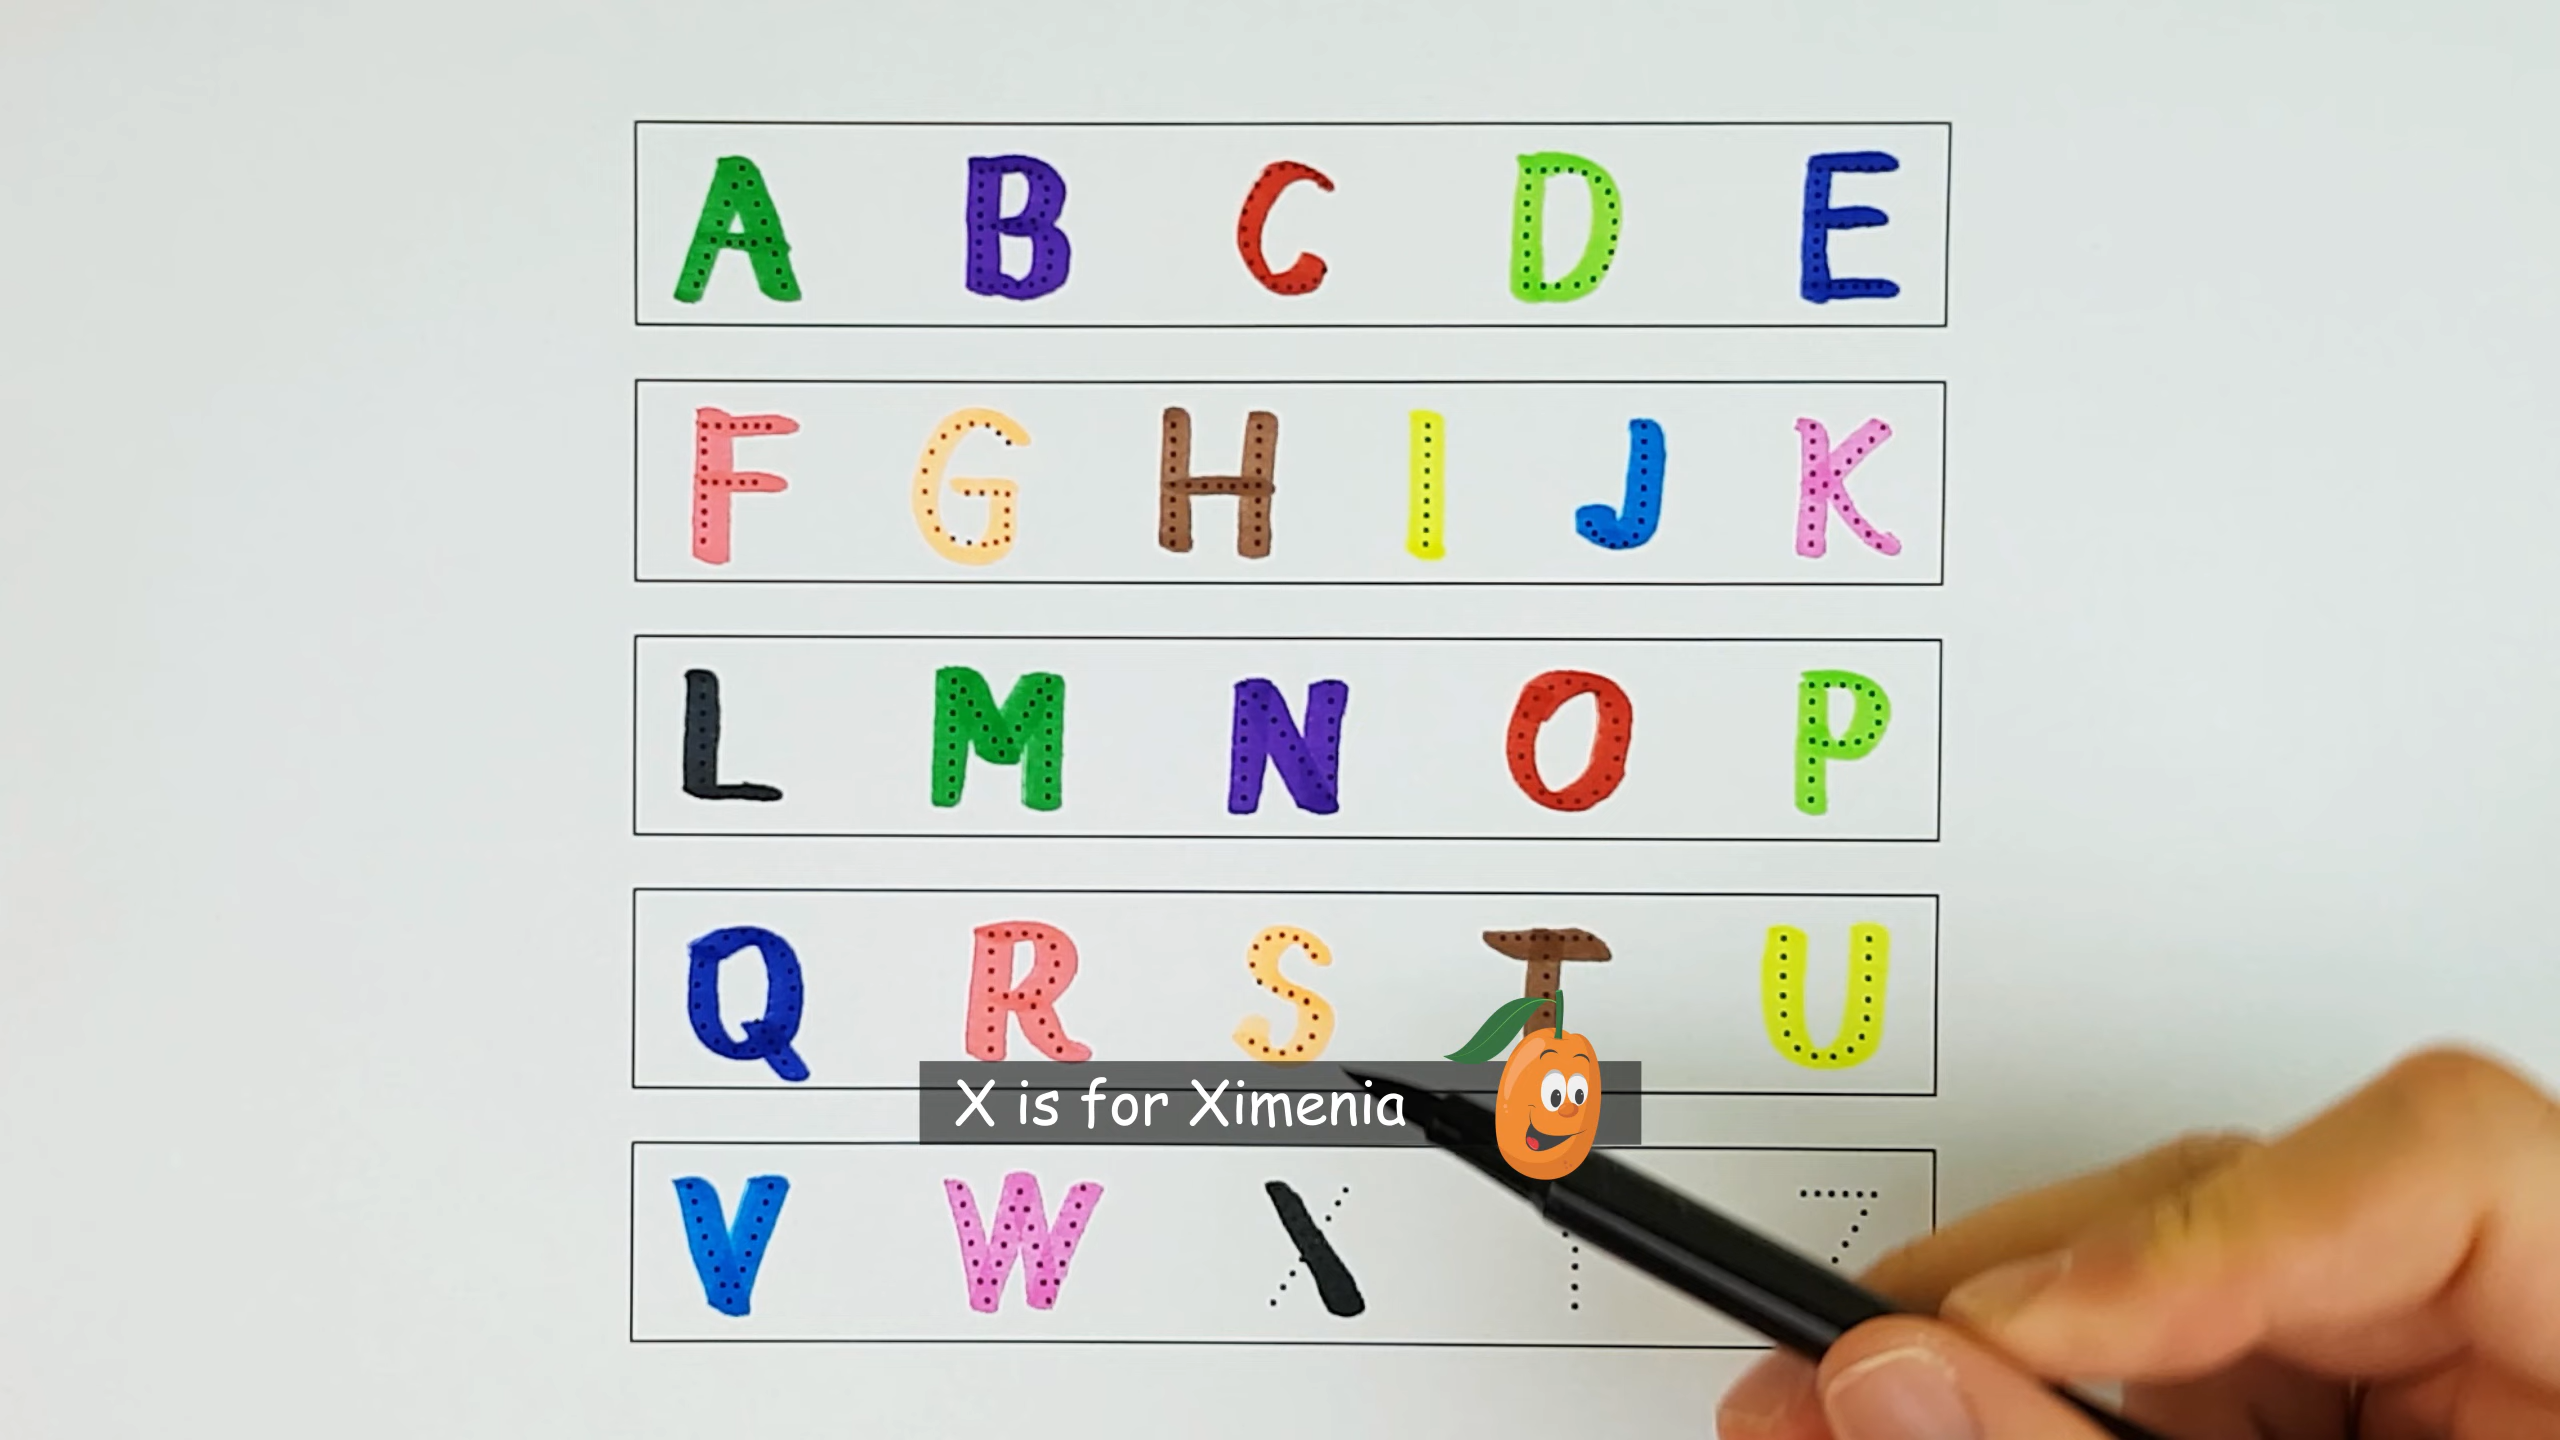 A B C D E
F G H I J K
L M N O P
Q R S T U
X is for Ximenia
V W X Y Z